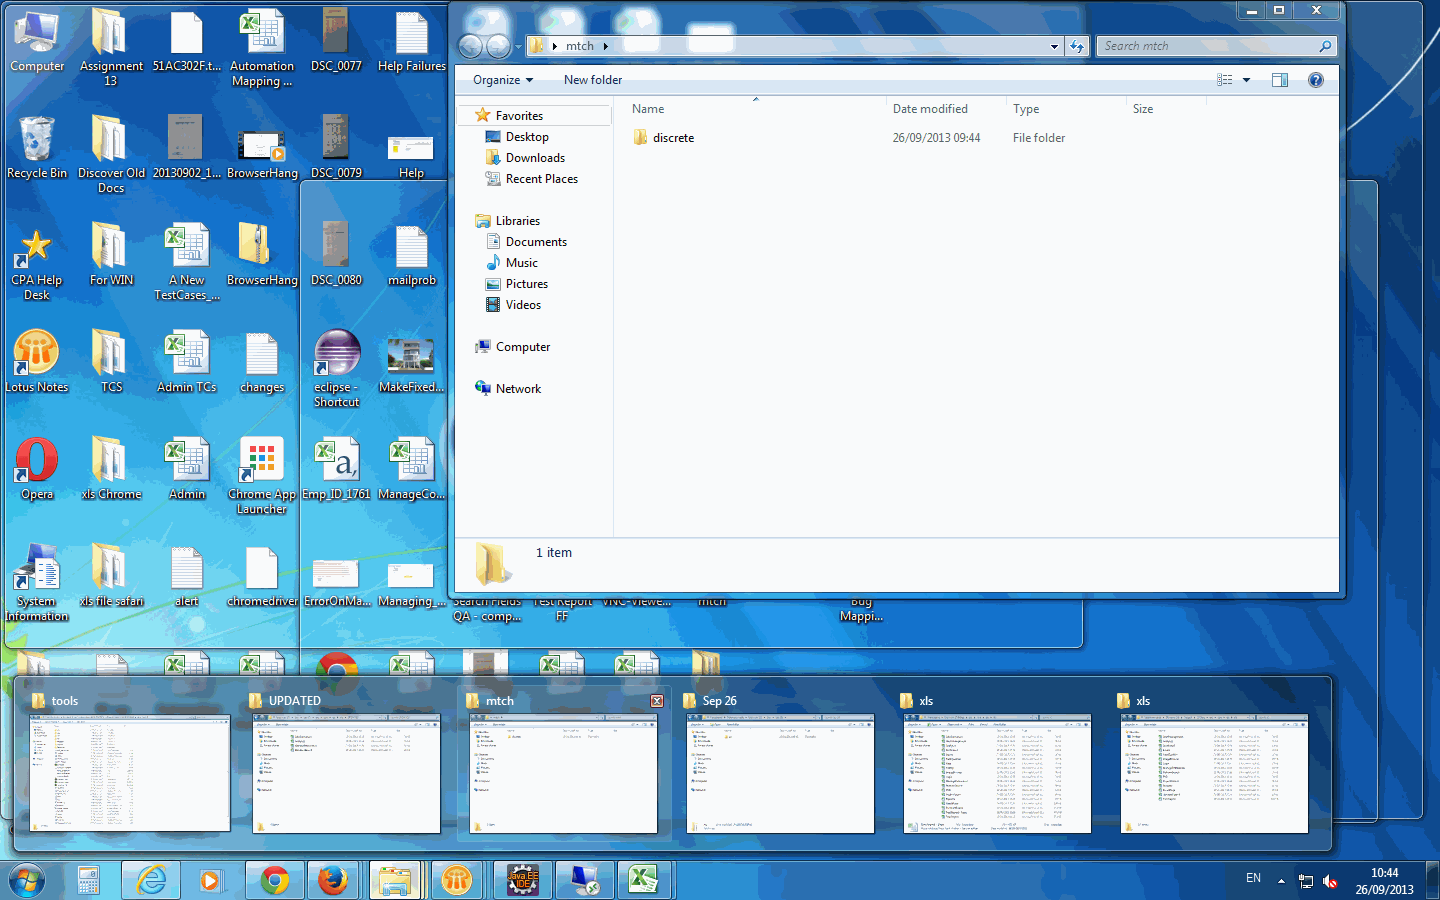 Computer
Assignment 13
51AC302F.t...
Automation Mapping ...
DSC_0077
Help Failures
Recycle Bin
Discover Old Docs
20130902_1...
BrowserHang
DSC_0079
Help
CPA Help Desk
For WIN
A New TestCases_...
BrowserHang
DSC_0080
mailprob
Lotus Notes
TCS
Admin TCs
changes
eclipse - Shortcut
MakeFixed...
Opera
xls Chrome
Admin
Chrome App Launcher
Emp_ID_1761
ManageCo...
System Information
xls file safari
alert
chromedriver
ErrorOnMa...
Managing_...
Search Fields QA - comp...
Test Report FF
VNC-Viewe...
mtch
Bug Mappi...
mtch
Search mtch
Organize
New folder
Name
Date modified
Type
Size
Favorites
Desktop
Downloads
Recent Places
Libraries
Documents
Music
Pictures
Videos
Computer
Network
discrete
26/09/2013 09:44
File folder
1 item
tools
UPDATED
mtch
Sep 26
xls
xls
Java EE IDE
EN
10:44
26/09/2013